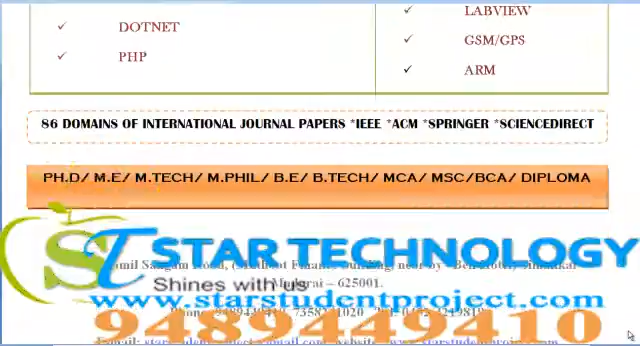 ✓ DOTNET
✓ PHP
✓ LABVIEW
✓ GSM/GPS
✓ ARM
86 DOMAINS OF INTERNATIONAL JOURNAL PAPERS *IEEE *ACM *SPRINGER *SCIENCEDIRECT
PH.D/ M.E/ M.TECH/ M.PHIL/ B.E/ B.TECH/ MCA/ MSC/BCA/ DIPLOMA
ST STAR TECHNOLOGY
Shines with us
Madurai – 625001.
www.starstudentproject.com
9489449410